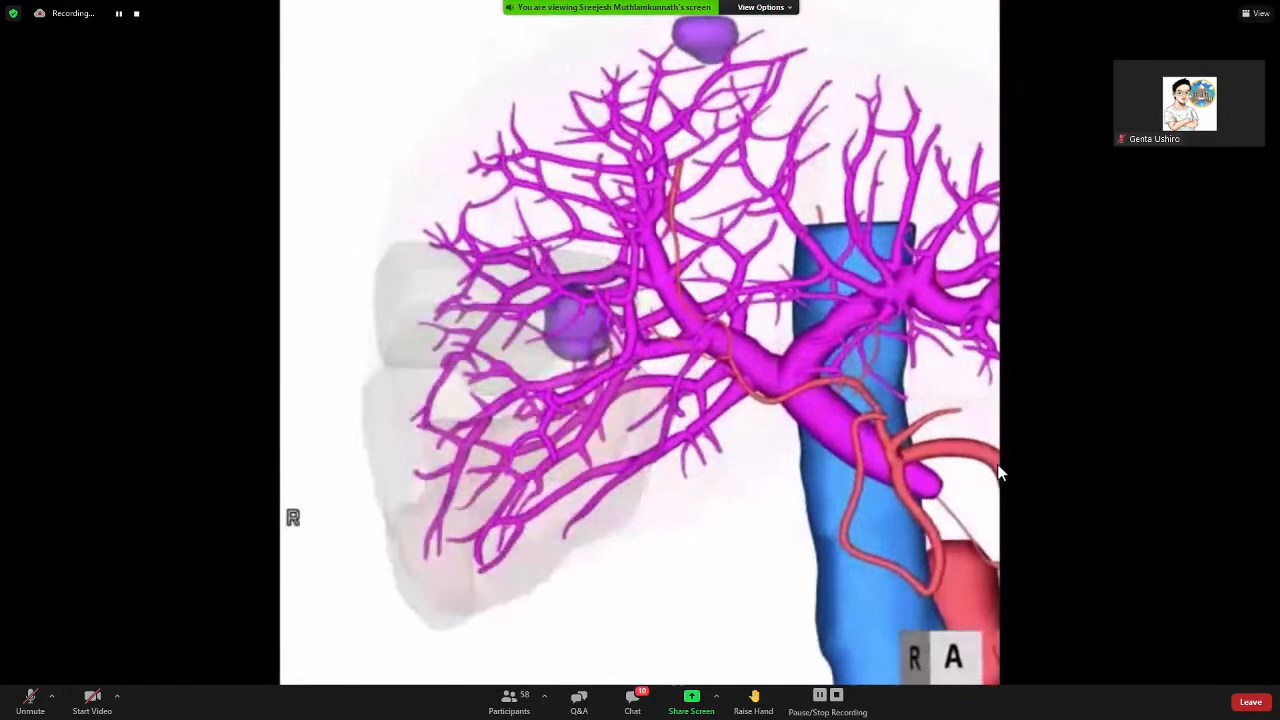 Recording...
You are viewing Sreejesh Muthlamkunnath's screen
View Options
View
Genta Ushiro
R
R A
Unmute
Start Video
58
Participants
Q&A
10
Chat
Share Screen
Raise Hand
Pause/Stop Recording
Leave